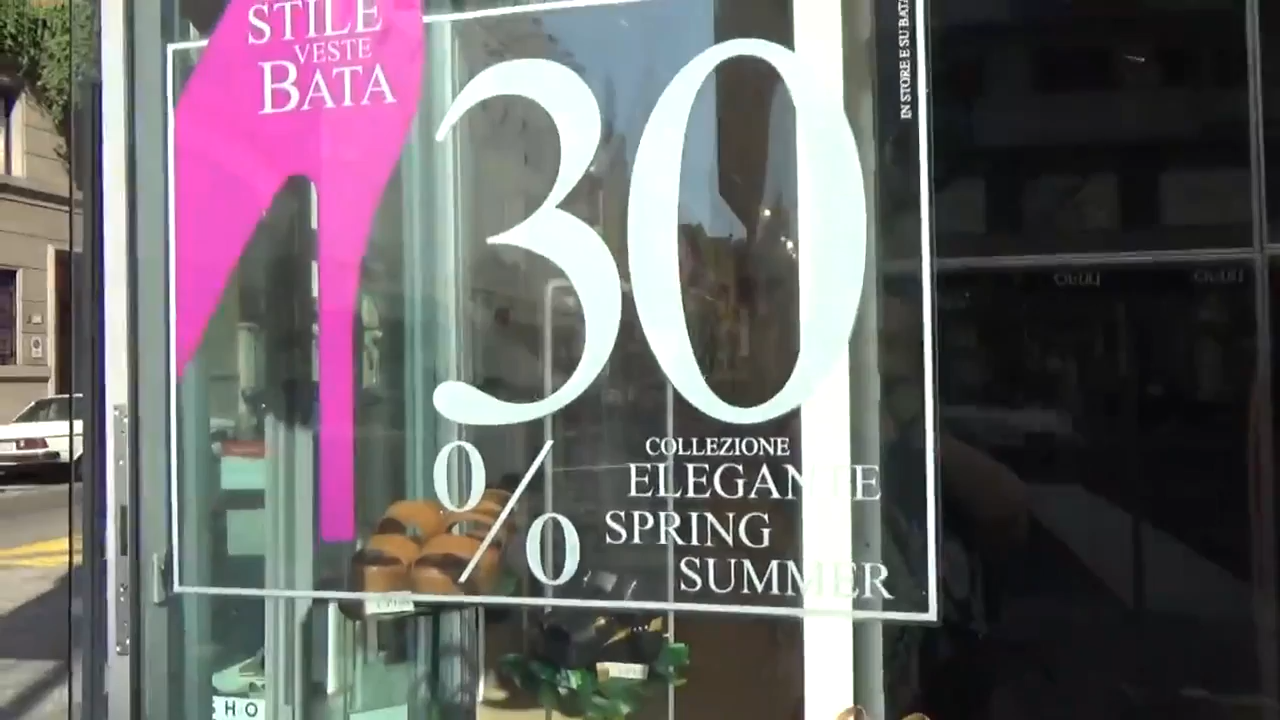 STILE
VESTE
BATA
30
%
COLLEZIONE
ELEGANTE
SPRING
SUMMER
IN STORE E SU BATA